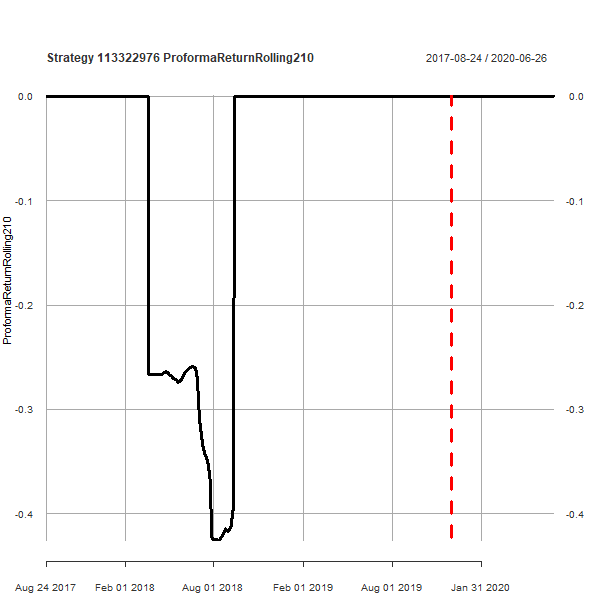 Strategy 113322976 ProformaReturnRolling210
2017-08-24 / 2020-06-26
0.0
0.0
-0.1
-0.1
-0.2
-0.2
-0.3
-0.3
-0.4
-0.4
ProformaReturnRolling210
Aug 24 2017
Feb 01 2018
Aug 01 2018
Feb 01 2019
Aug 01 2019
Jan 31 2020